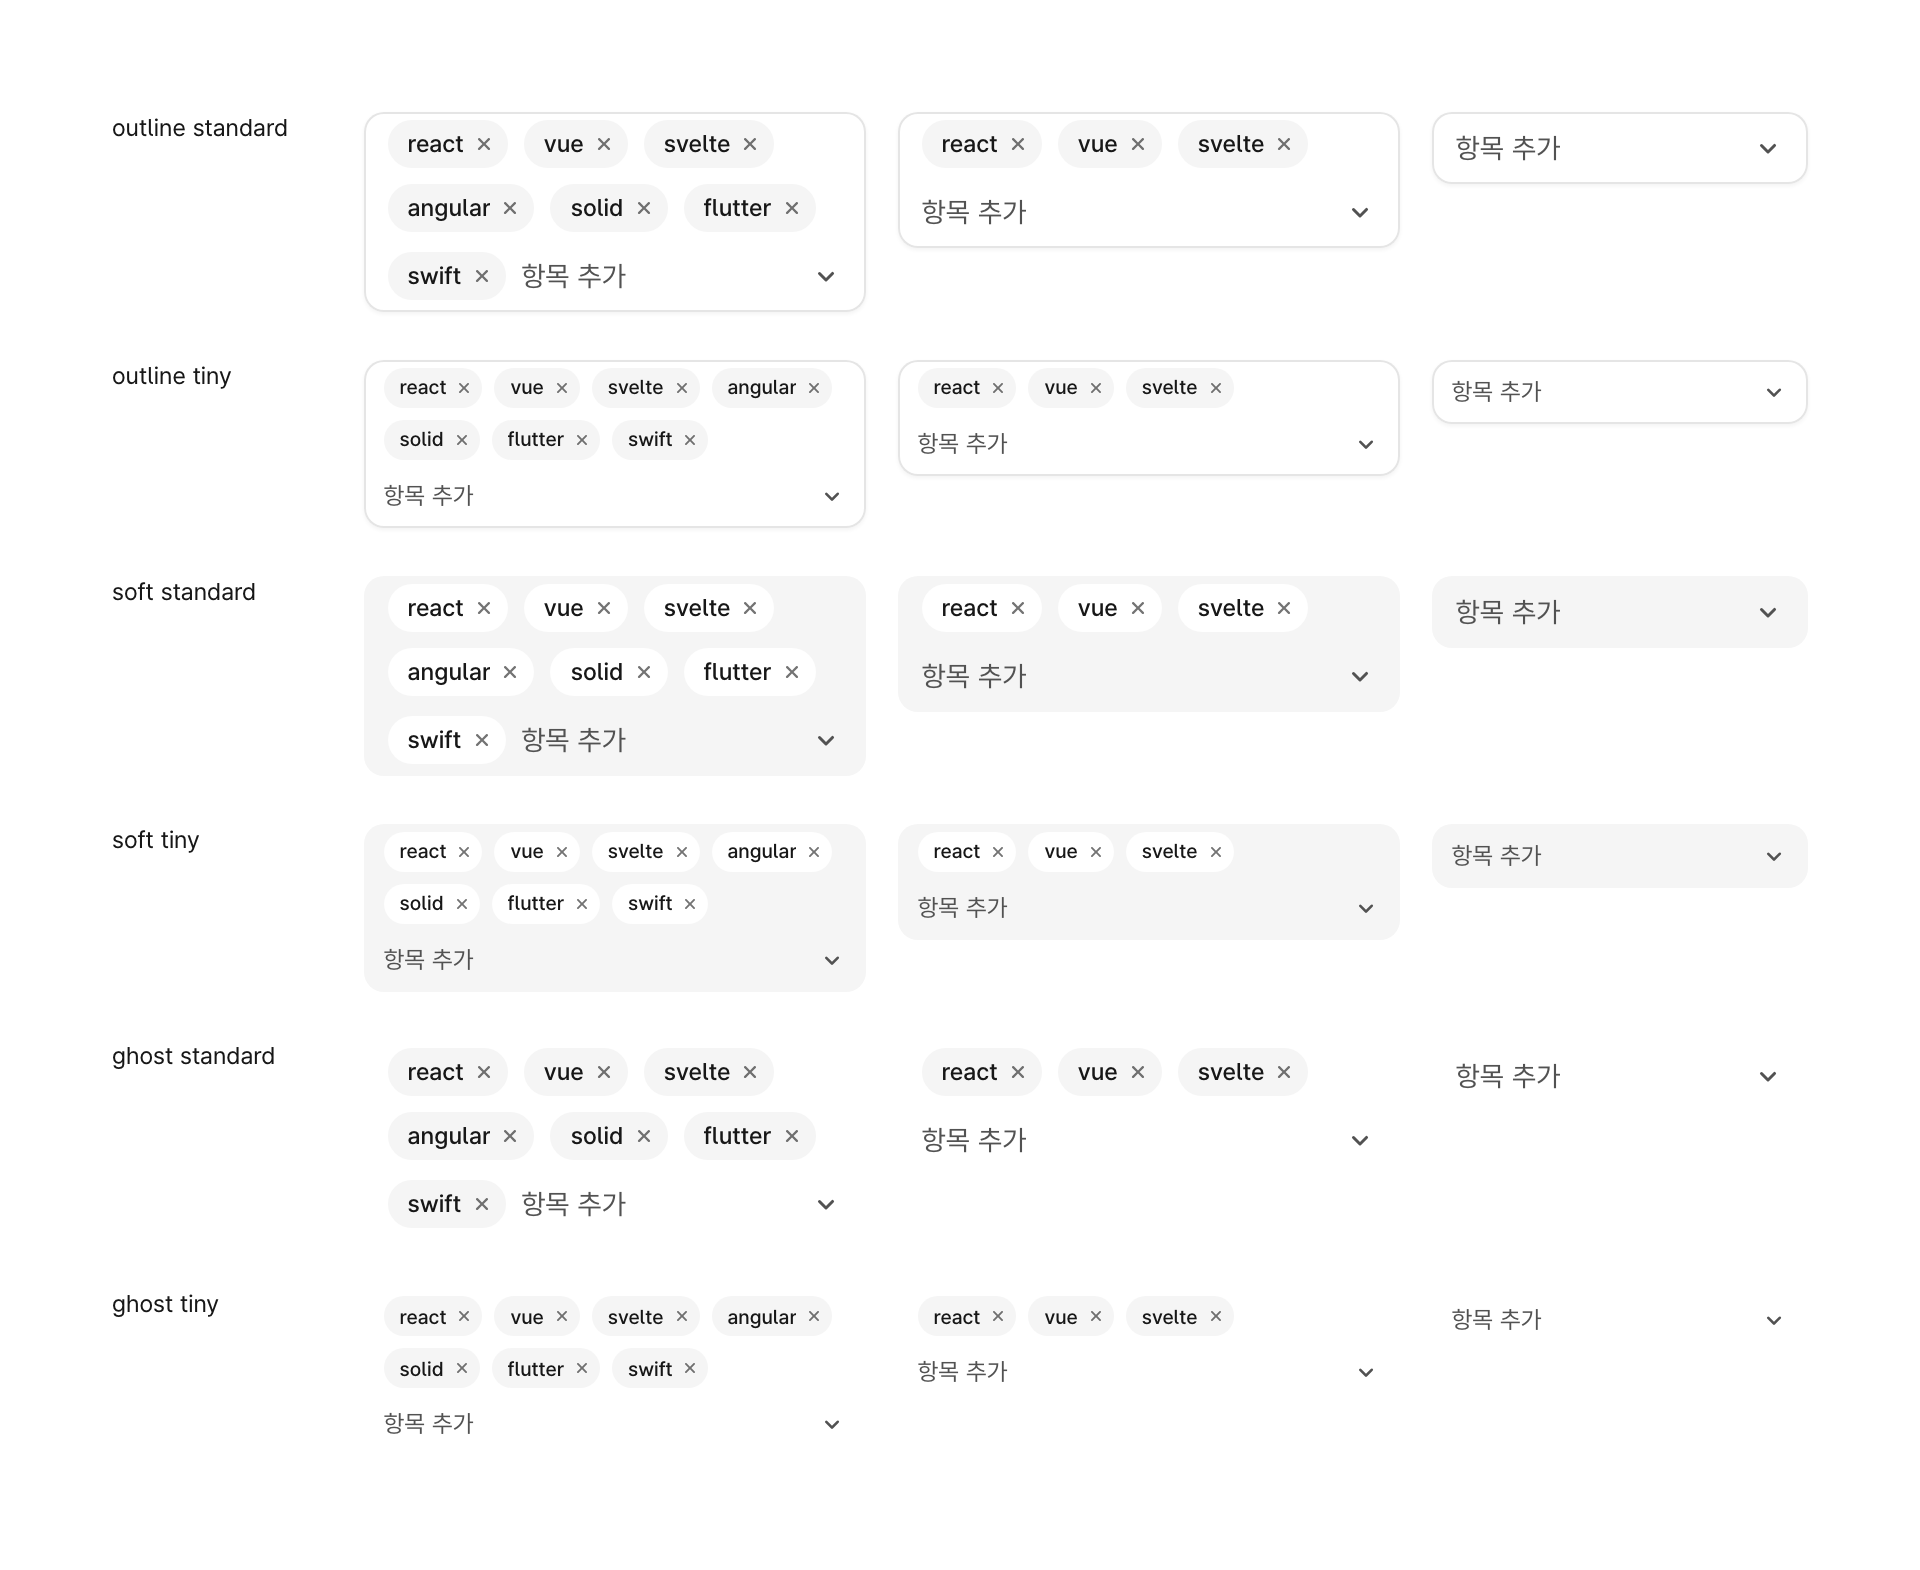 outline standard
react vue svelte
angular solid flutter
swift 항목 추가
react vue svelte
항목 추가
항목 추가
outline tiny
react vue svelte angular
solid flutter swift
항목 추가
react vue svelte
항목 추가
항목 추가
soft standard
react vue svelte
angular solid flutter
swift 항목 추가
react vue svelte
항목 추가
항목 추가
soft tiny
react vue svelte angular
solid flutter swift
항목 추가
react vue svelte
항목 추가
항목 추가
ghost standard
react vue svelte
angular solid flutter
swift 항목 추가
react vue svelte
항목 추가
항목 추가
ghost tiny
react vue svelte angular
solid flutter swift
항목 추가
react vue svelte
항목 추가
항목 추가